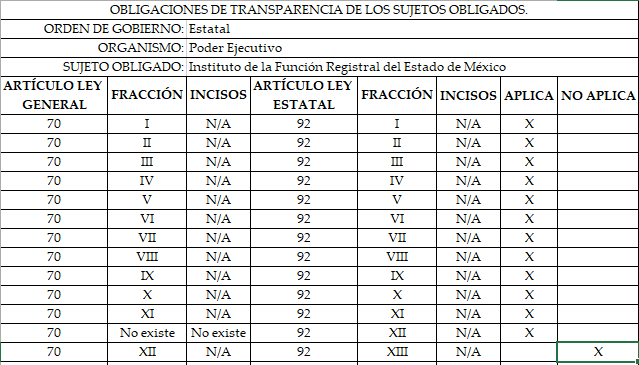 OBLIGACIONES DE TRANSPARENCIA DE LOS SUJETOS OBLIGADOS.
ORDEN DE GOBIERNO: Estatal
ORGANISMO: Poder Ejecutivo
SUJETO OBLIGADO: Instituto de la Función Registral del Estado de México
ARTÍCULO LEY GENERAL FRACCIÓN INCISOS ARTÍCULO LEY ESTATAL FRACCIÓN INCISOS APLICA NO APLICA
70 I N/A 92 I N/A X
70 II N/A 92 II N/A X
70 III N/A 92 III N/A X
70 IV N/A 92 IV N/A X
70 V N/A 92 V N/A X
70 VI N/A 92 VI N/A X
70 VII N/A 92 VII N/A X
70 VIII N/A 92 VIII N/A X
70 IX N/A 92 IX N/A X
70 X N/A 92 X N/A X
70 XI N/A 92 XI N/A X
70 No existe No existe 92 XII N/A X
70 XII N/A 92 XIII N/A X